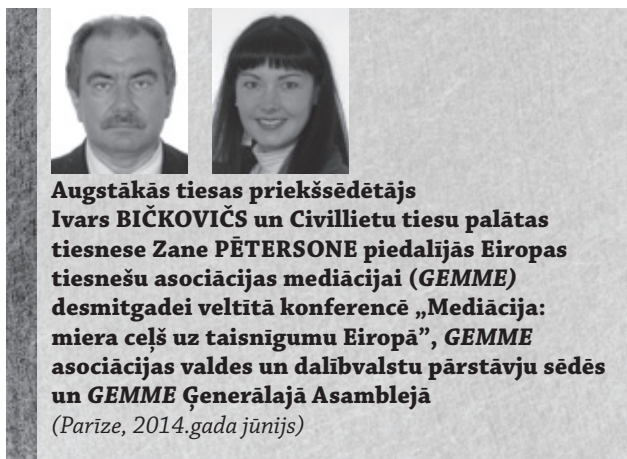 Augstākās tiesas priekšsēdētājs
Ivars BIČKOVIČS un Civillietu tiesu palātas
tiesnese Zane PĒTERSONE piedalījās Eiropas
tiesnešu asociācijas mediācijai (GEMME)
desmitgadei veltītā konferencē „Mediācija:
miera ceļš uz taisnīgumu Eiropā”, GEMME
asociācijas valdes un dalībvalstu pārstāvju sēdēs
un GEMME Ģenerālajā Asamblejā
(Parīze, 2014.gada jūnijs)